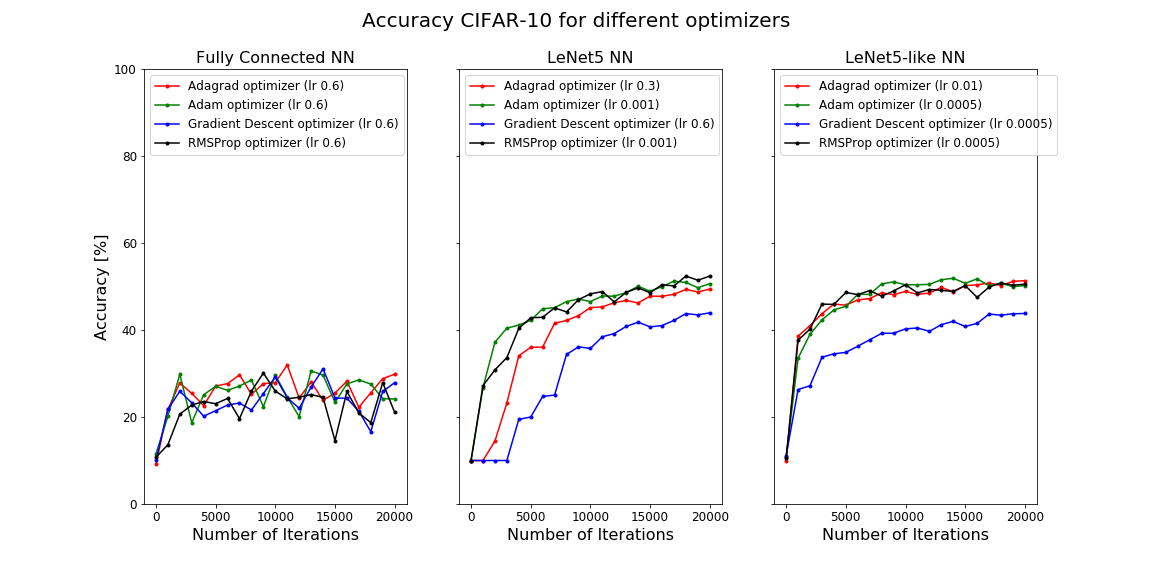 Accuracy CIFAR-10 for different optimizers
Fully Connected NN
Adagrad optimizer (lr 0.6)
Adam optimizer (lr 0.6)
Gradient Descent optimizer (lr 0.6)
RMSProp optimizer (lr 0.6)
100
80
60
40
20
0
Accuracy [%]
0 5000 10000 15000 20000
Number of Iterations
LeNet5 NN
Adagrad optimizer (lr 0.3)
Adam optimizer (lr 0.001)
Gradient Descent optimizer (lr 0.6)
RMSProp optimizer (lr 0.001)
0 5000 10000 15000 20000
Number of Iterations
LeNet5-like NN
Adagrad optimizer (lr 0.01)
Adam optimizer (lr 0.0005)
Gradient Descent optimizer (lr 0.0005)
RMSProp optimizer (lr 0.0005)
0 5000 10000 15000 20000
Number of Iterations